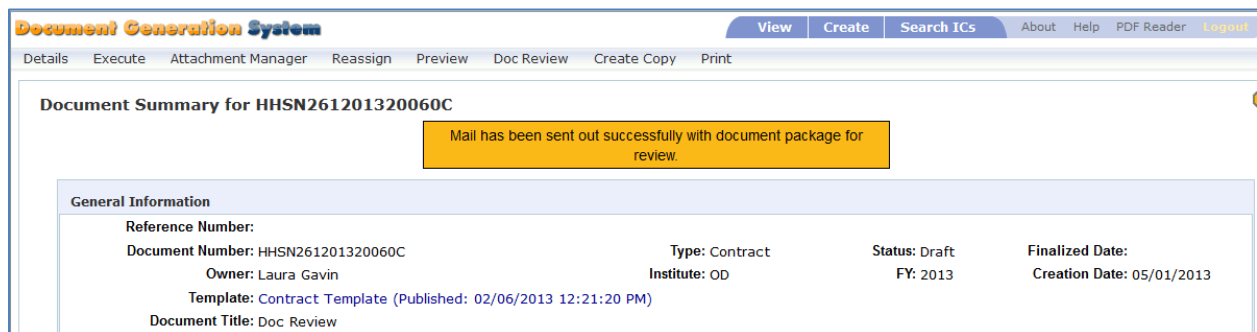 Document Generation System View Create Search ICs About Help PDF Reader Logout
Details Execute Attachment Manager Reassign Preview Doc Review Create Copy Print
Document Summary for HHSN261201320060C
Mail has been sent out successfully with document package for
review.
General Information
Reference Number:
Document Number: HHSN261201320060C Type: Contract Status: Draft Finalized Date:
Owner: Laura Gavin Institute: OD FY: 2013 Creation Date: 05/01/2013
Template: Contract Template (Published: 02/06/2013 12:21:20 PM)
Document Title: Doc Review